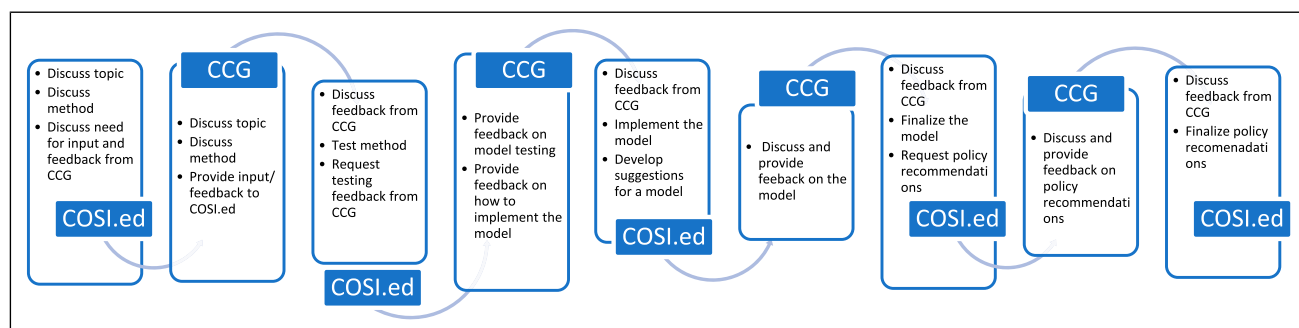 • Discuss topic
• Discuss
method
• Discuss need
for input and
feedback from
CCG
COSI.ed
CCG
• Discuss topic
• Discuss
method
• Provide input/
feedback to
COSI.ed
• Discuss
feedback from
CCG
• Test method
• Request
testing
feedback from
CCG
COSI.ed
CCG
• Provide
feedback on
model testing
• Provide
feedback on
how to
implement the
model
• Discuss
feedback from
CCG
• Implement the
model
• Develop
suggestions
for a model
COSI.ed
CCG
• Discuss and
provide
feeback on the
model
• Discuss
feedback from
CCG
• Finalize the
model
• Request policy
recommendati
ons
COSI.ed
CCG
• Discuss and
provide
feedback on
policy
recommendati
ons
• Discuss
feedback from
CCG
• Finalize policy
recomenadati
ons
COSI.ed